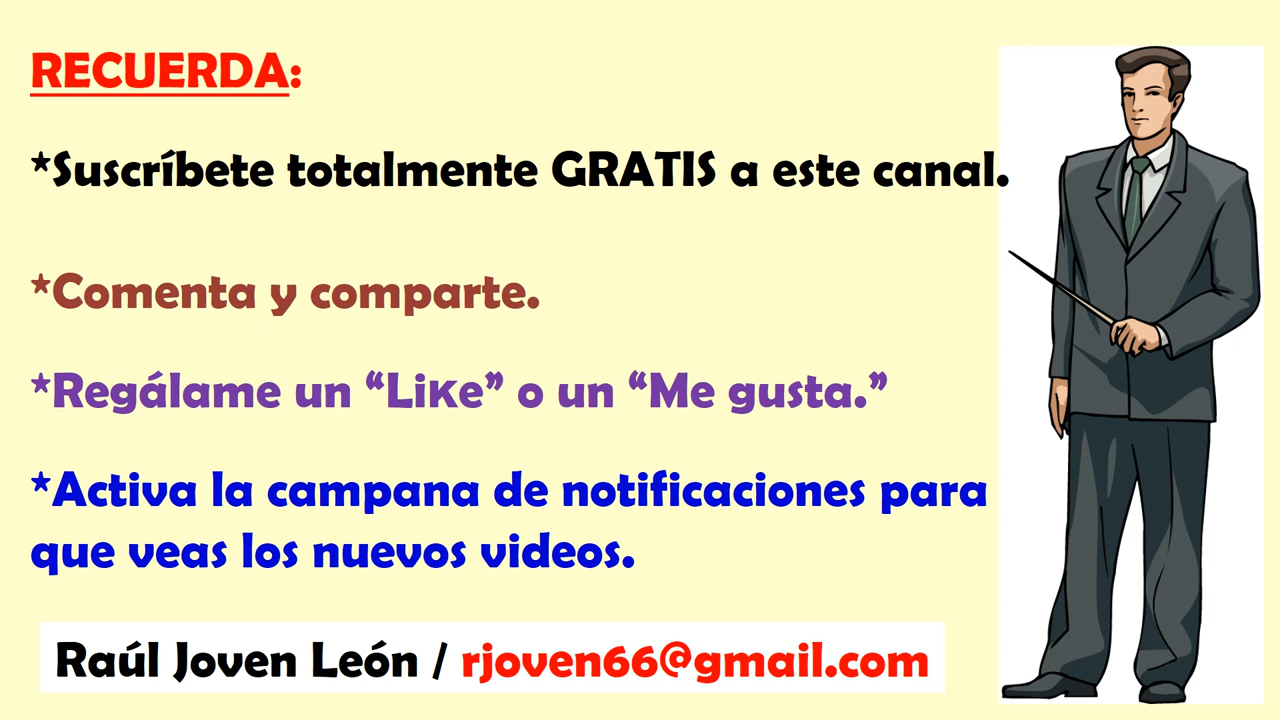 RECUERDA:
*Suscríbete totalmente GRATIS a este canal.
*Comenta y comparte.
*Regálame un “Like” o un “Me gusta.”
*Activa la campana de notificaciones para
que veas los nuevos videos.
Raúl Joven León / rjoven66@gmail.com